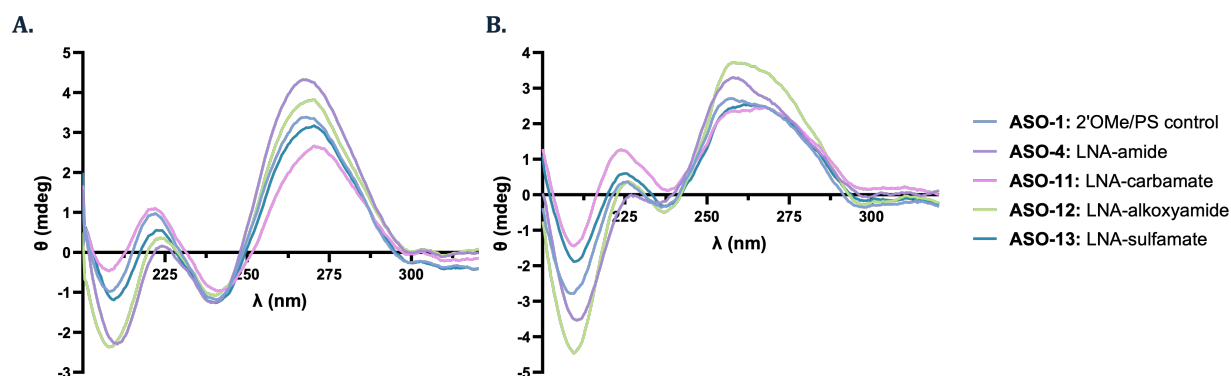 A.
B.
5
4
3
2
1
0
-1
-2
-3
225
250
275
300
θ (mdeg)
λ (nm)
4
3
2
1
0
-1
-2
-3
-4
-5
225
250
275
300
θ (mdeg)
λ (nm)
ASO-1: 2'OMe/PS control
ASO-4: LNA-amide
ASO-11: LNA-carbamate
ASO-12: LNA-alkoxyamide
ASO-13: LNA-sulfamate